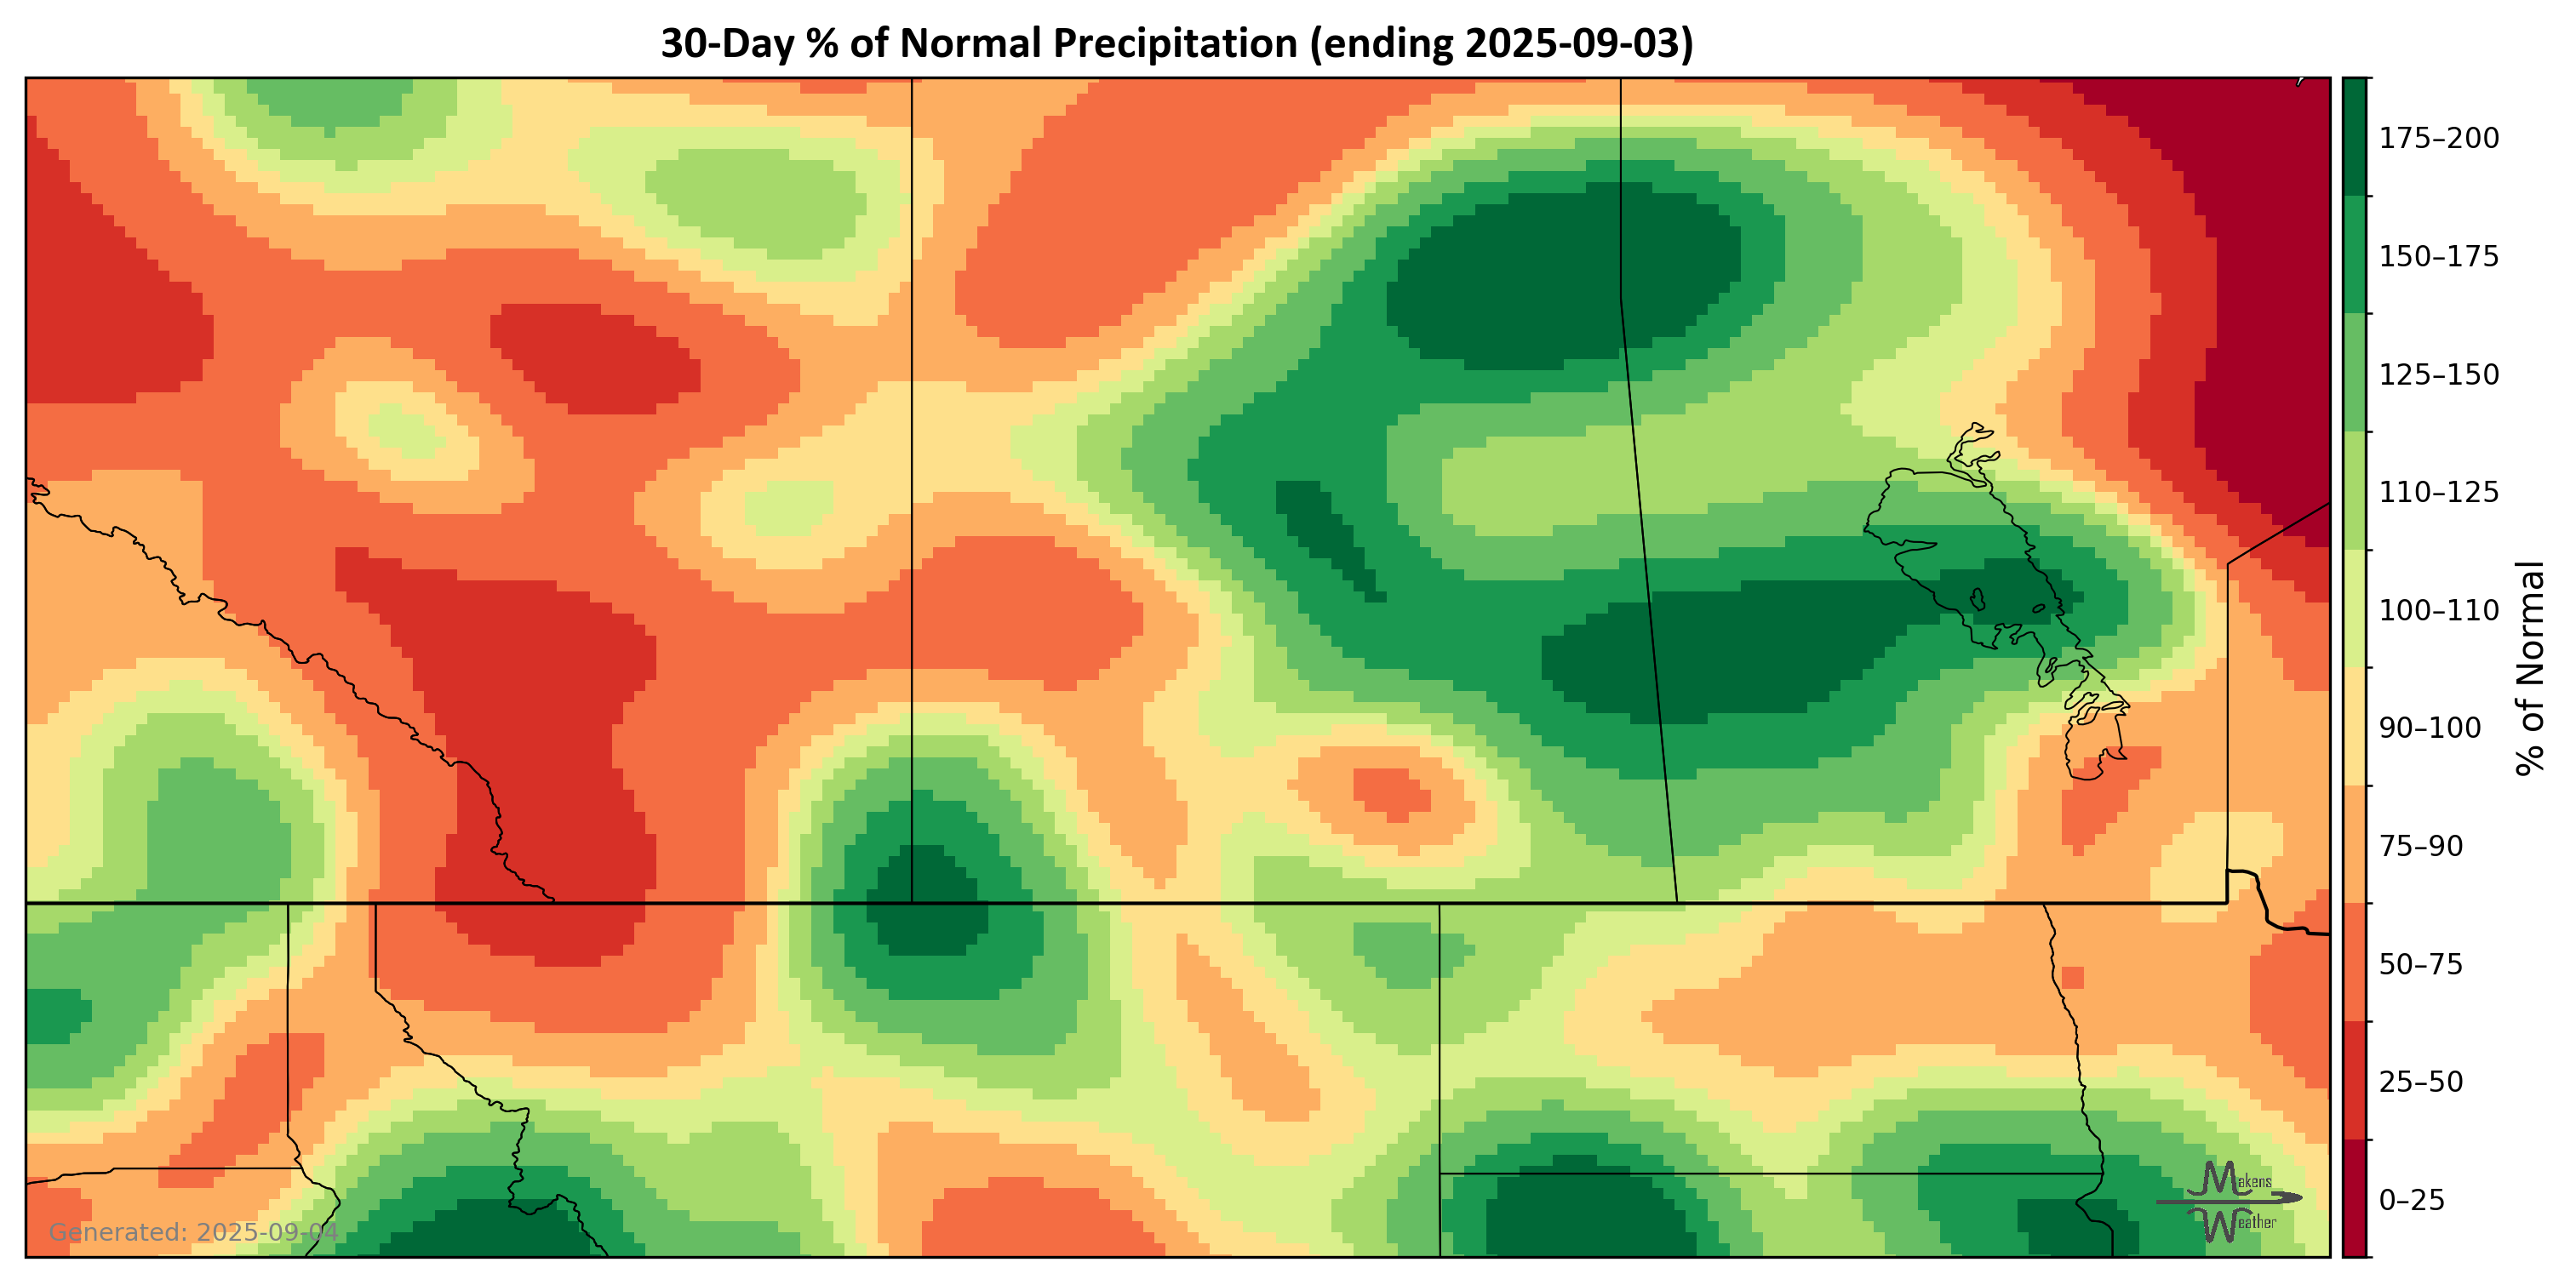 30-Day % of Normal Precipitation (ending 2025-09-03)
175–200
150–175
125–150
110–125
100–110
90–100
75–90
50–75
25–50
0–25
% of Normal
Generated: 2025-09-04
Makens
Weather